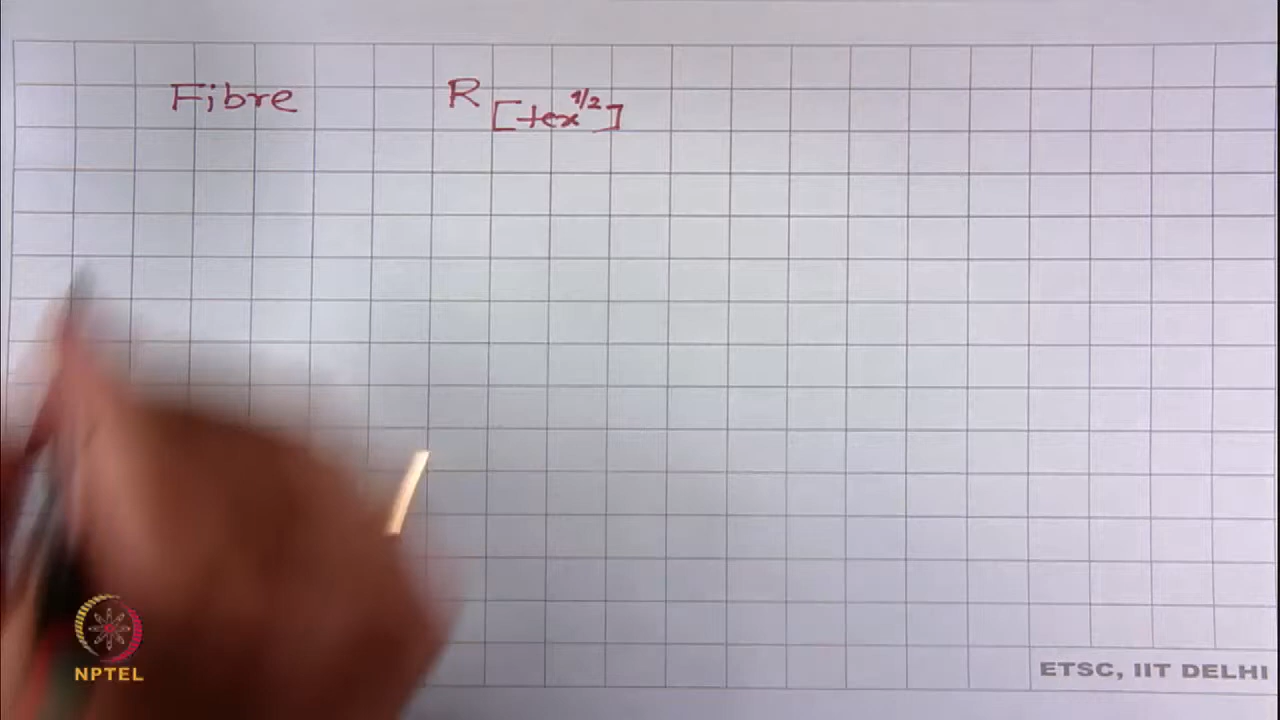 Fibre R [tex^1/2]
NPTEL
ETSC, IIT DELHI